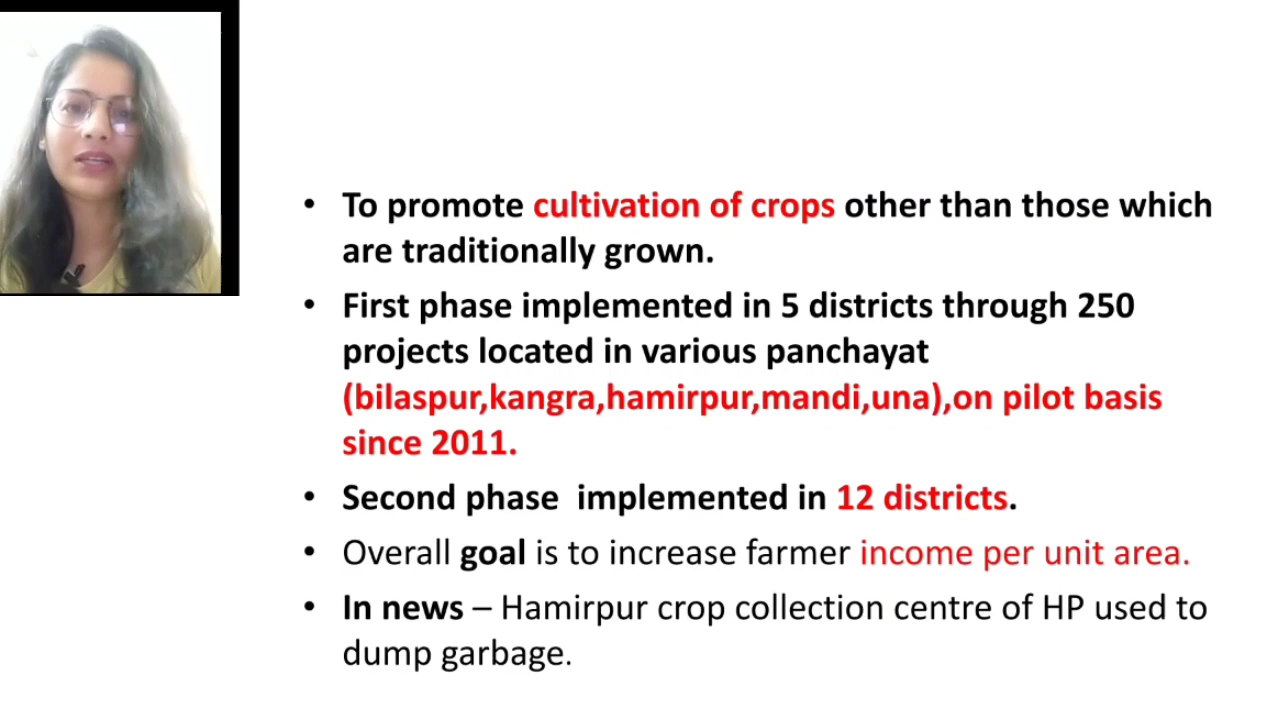 • To promote cultivation of crops other than those which
are traditionally grown.
• First phase implemented in 5 districts through 250
projects located in various panchayat
(bilaspur,kangra,hamirpur,mandi,una),on pilot basis
since 2011.
• Second phase  implemented in 12 districts.
• Overall goal is to increase farmer income per unit area.
• In news – Hamirpur crop collection centre of HP used to
dump garbage.